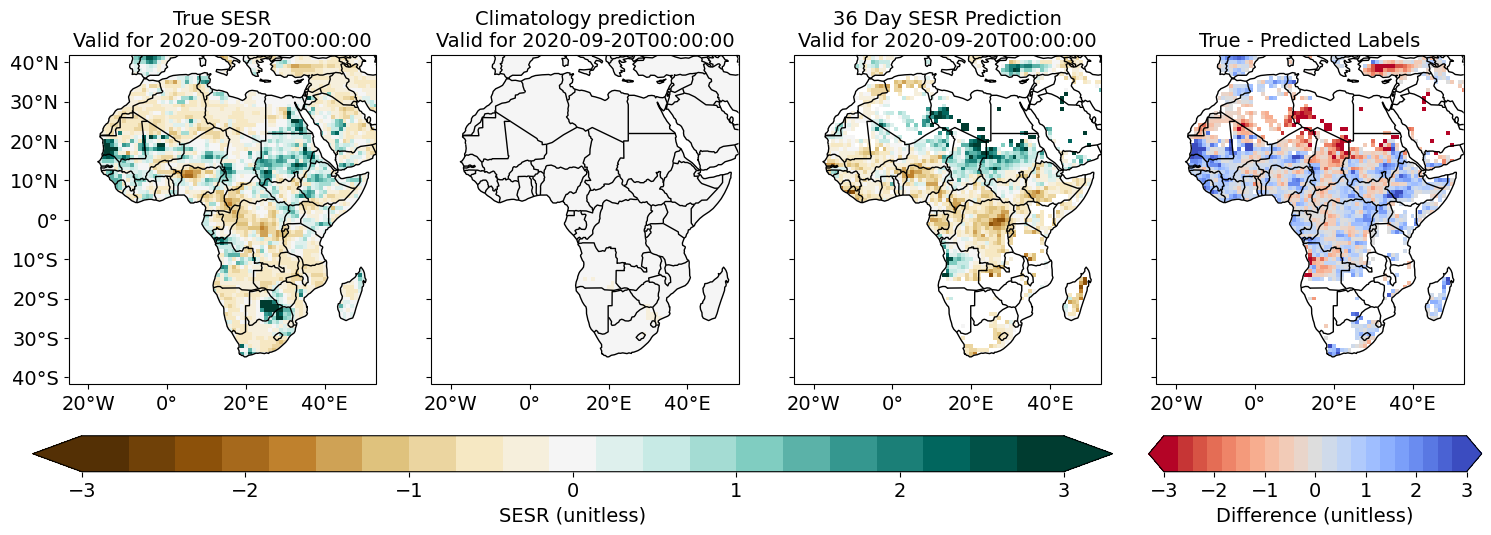 True SESR
Valid for 2020-09-20T00:00:00
Climatology prediction
Valid for 2020-09-20T00:00:00
36 Day SESR Prediction
Valid for 2020-09-20T00:00:00
True - Predicted Labels
40°N
30°N
20°N
10°N
0°
10°S
20°S
30°S
40°S
20°W 0° 20°E 40°E
20°W 0° 20°E 40°E
20°W 0° 20°E 40°E
20°W 0° 20°E 40°E
−3 −2 −1 0 1 2 3
SESR (unitless)
−3 −2 −1 0 1 2 3
Difference (unitless)